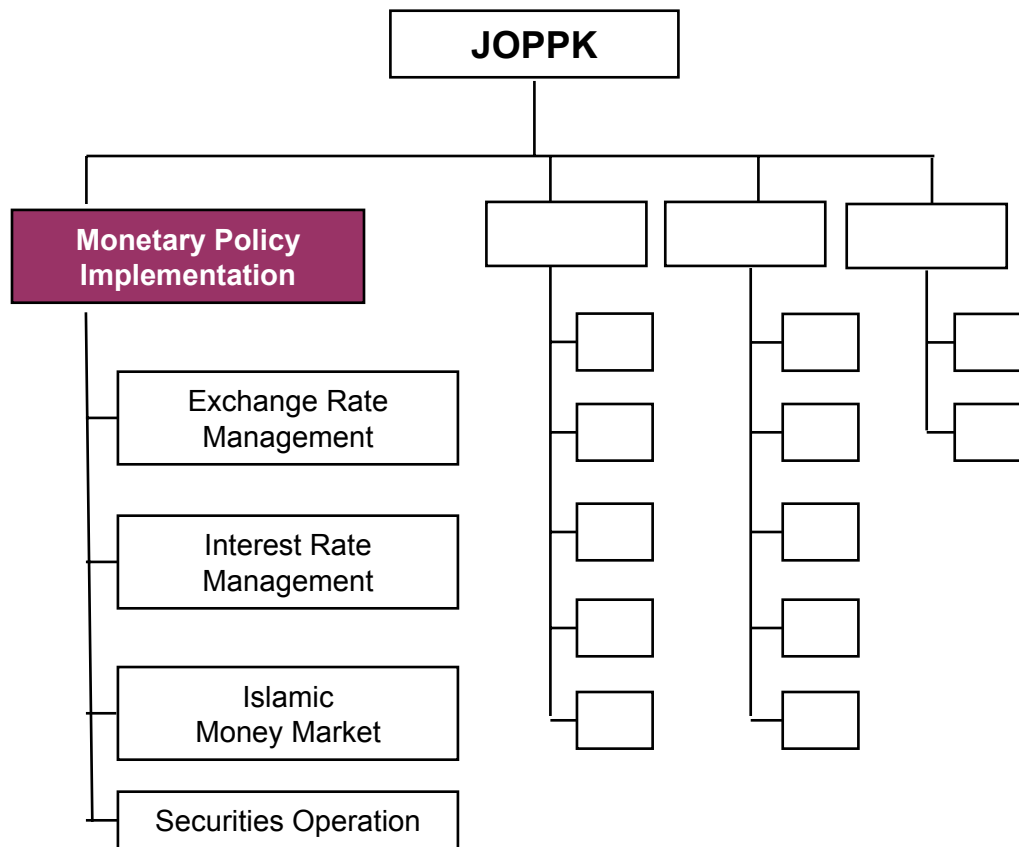 JOPPK
Monetary Policy
Implementation
Exchange Rate
Management
Interest Rate
Management
Islamic
Money Market
Securities Operation